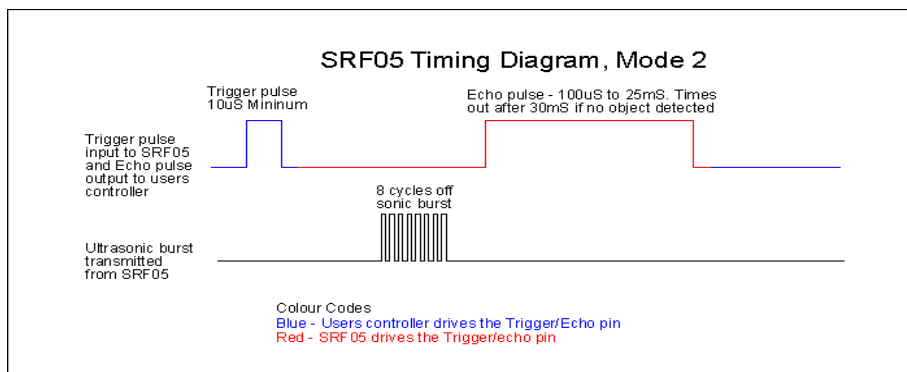 SRF05 Timing Diagram, Mode 2
Trigger pulse
10uS Mininum
Echo pulse - 100uS to 25mS. Times
out after 30mS if no object detected
Trigger pulse
input to SRF05
and Echo pulse
output to users
controller
8 cycles off
sonic burst
Ultrasonic burst
transmitted
from SRF05
Colour Codes
Blue - Users controller drives the Trigger/Echo pin
Red - SRF05 drives the Trigger/echo pin